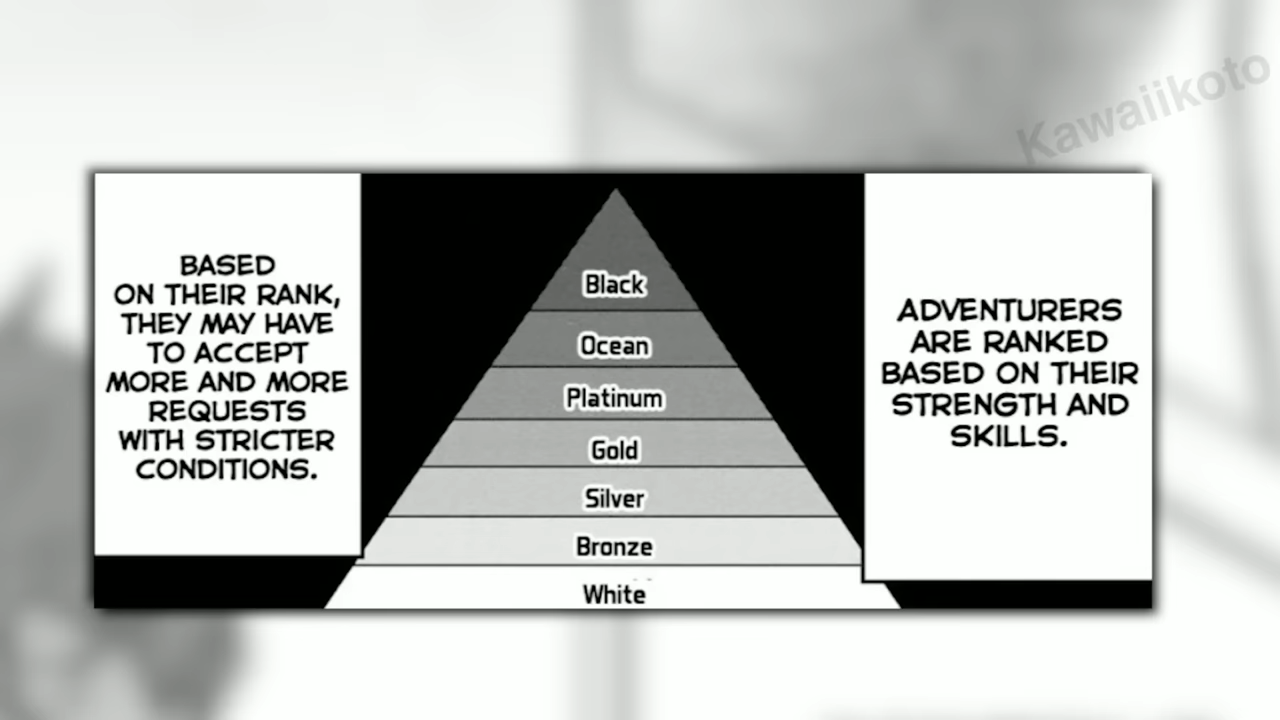 Kawaiikoto
ADVENTURERS
ARE RANKED
BASED ON THEIR
STRENGTH AND
SKILLS.
Black
Ocean
Platinum
Gold
Silver
Bronze
White
BASED
ON THEIR RANK,
THEY MAY HAVE
TO ACCEPT
MORE AND MORE
REQUESTS
WITH STRICTER
CONDITIONS.